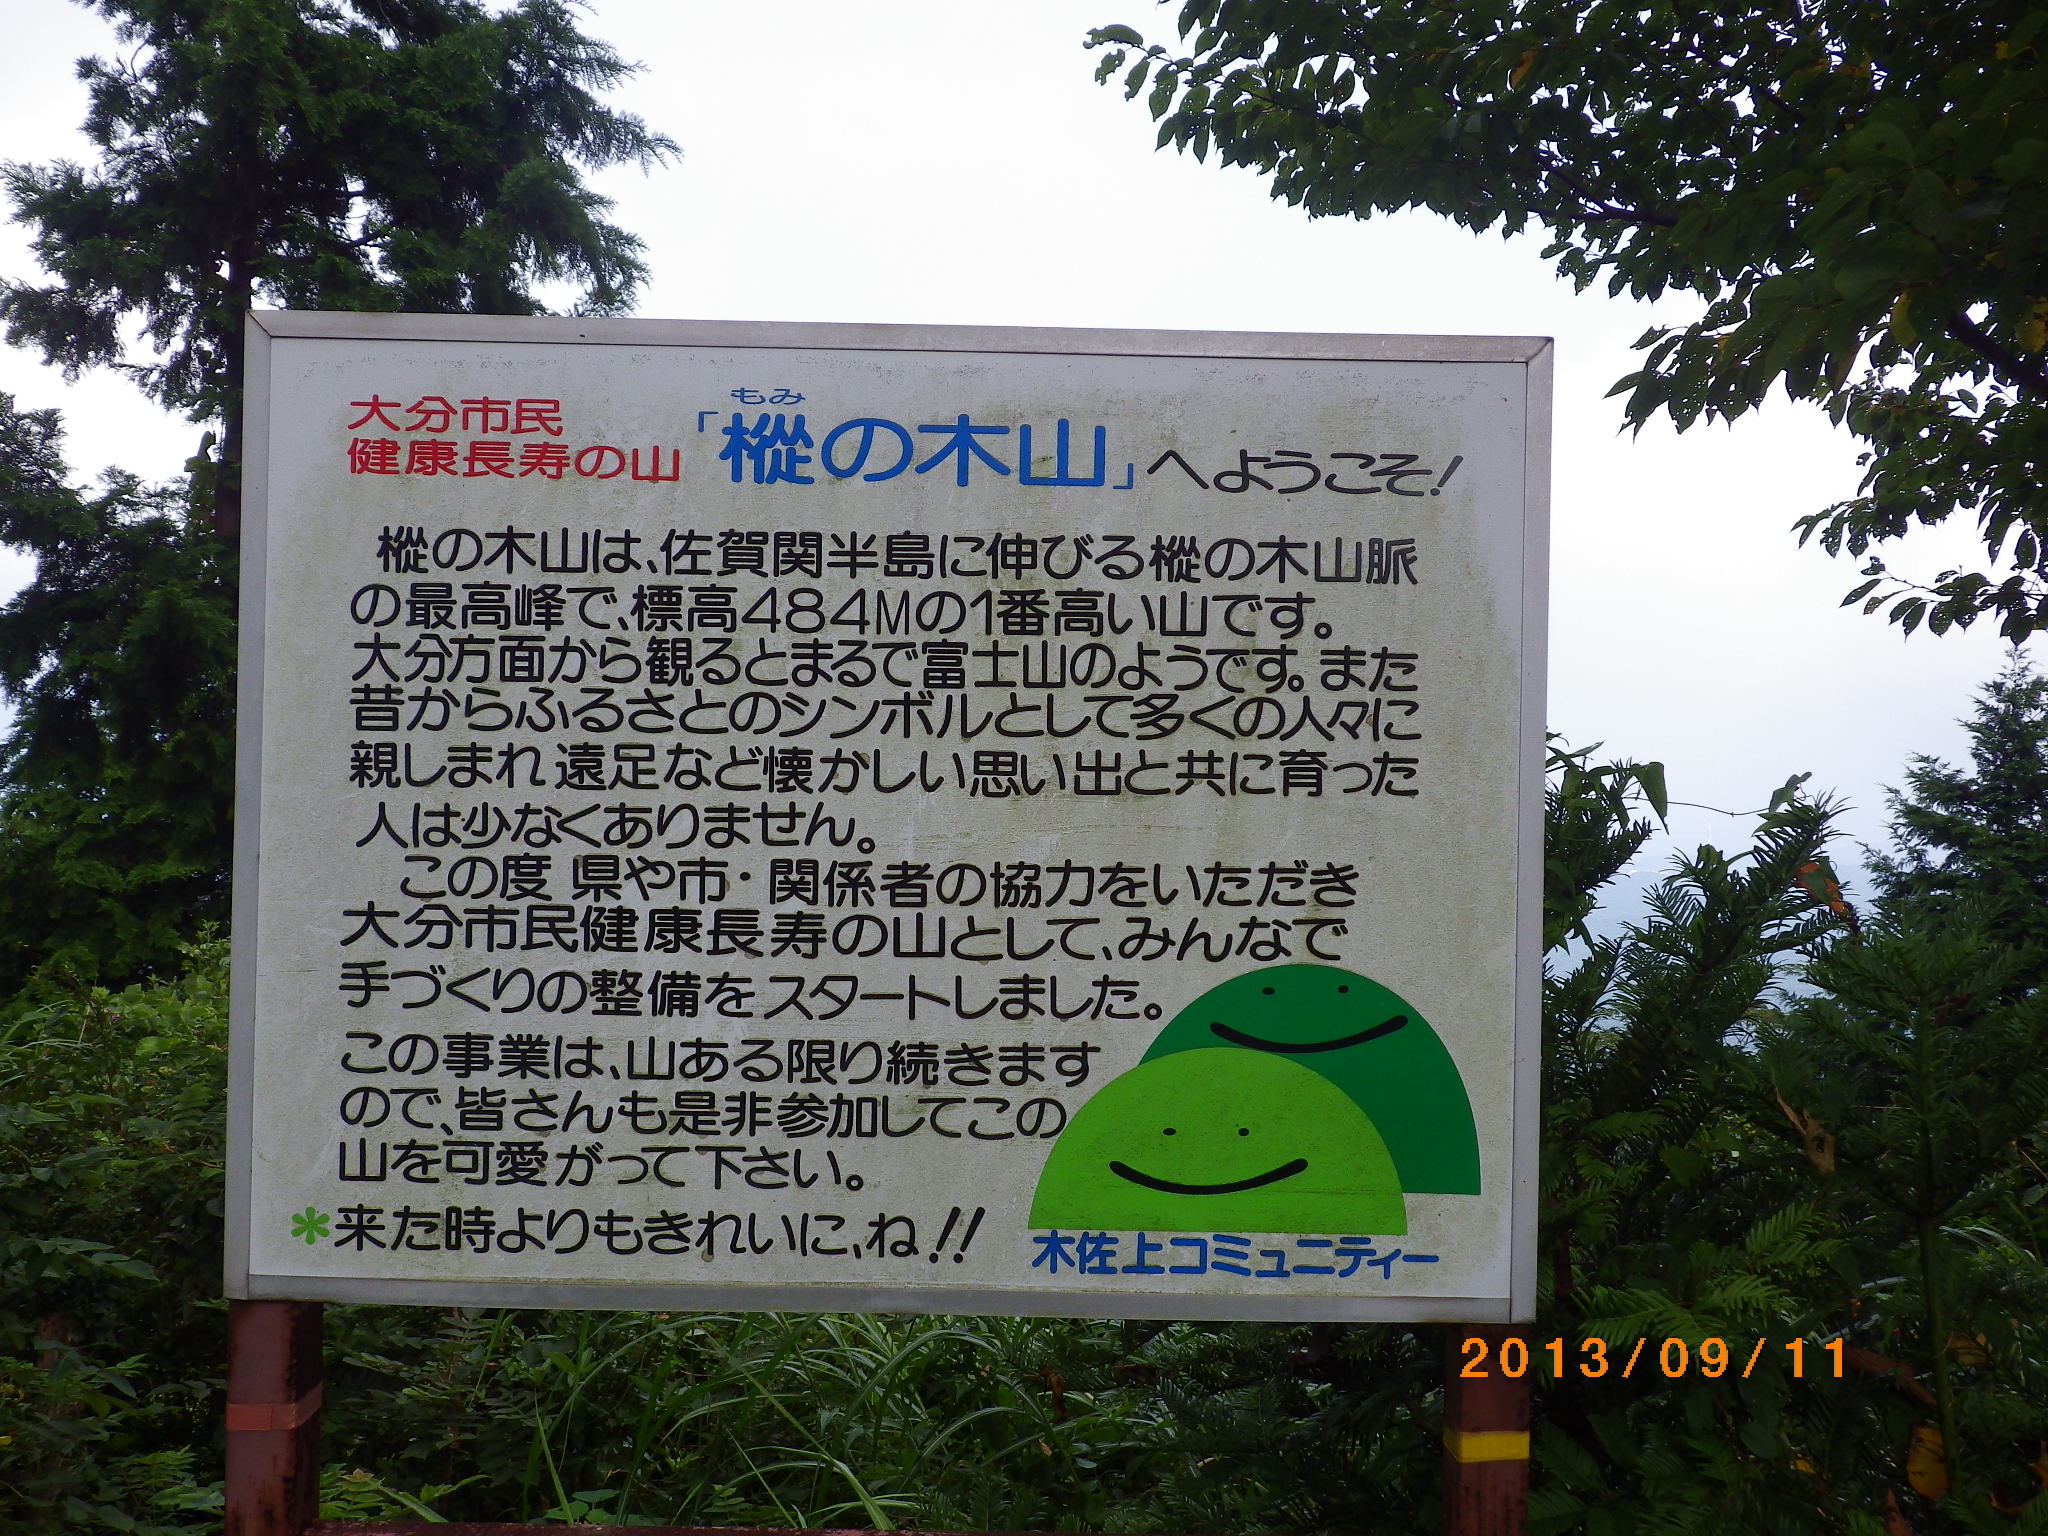 大分市民
健康長寿の山
もみ
「樅の木山」へようこそ!
樅の木山は、佐賀関半島に伸びる樅の木山脈
の最高峰で、標高484Mの1番高い山です。
大分方面から観るとまるで富士山のようです。また
昔からふるさとのシンボルとして多くの人々に
親しまれ遠足など懐かしい思い出と共に育った
人は少なくありません。
この度 県や市・関係者の協力をいただき
大分市民健康長寿の山として、みんなで
手づくりの整備をスタートしました。
この事業は、山ある限り続きます
ので、皆さんも是非参加してこの
山を可愛がって下さい。
*来た時よりもきれいに、ね!!
木佐上コミュニティー
2013/09/11